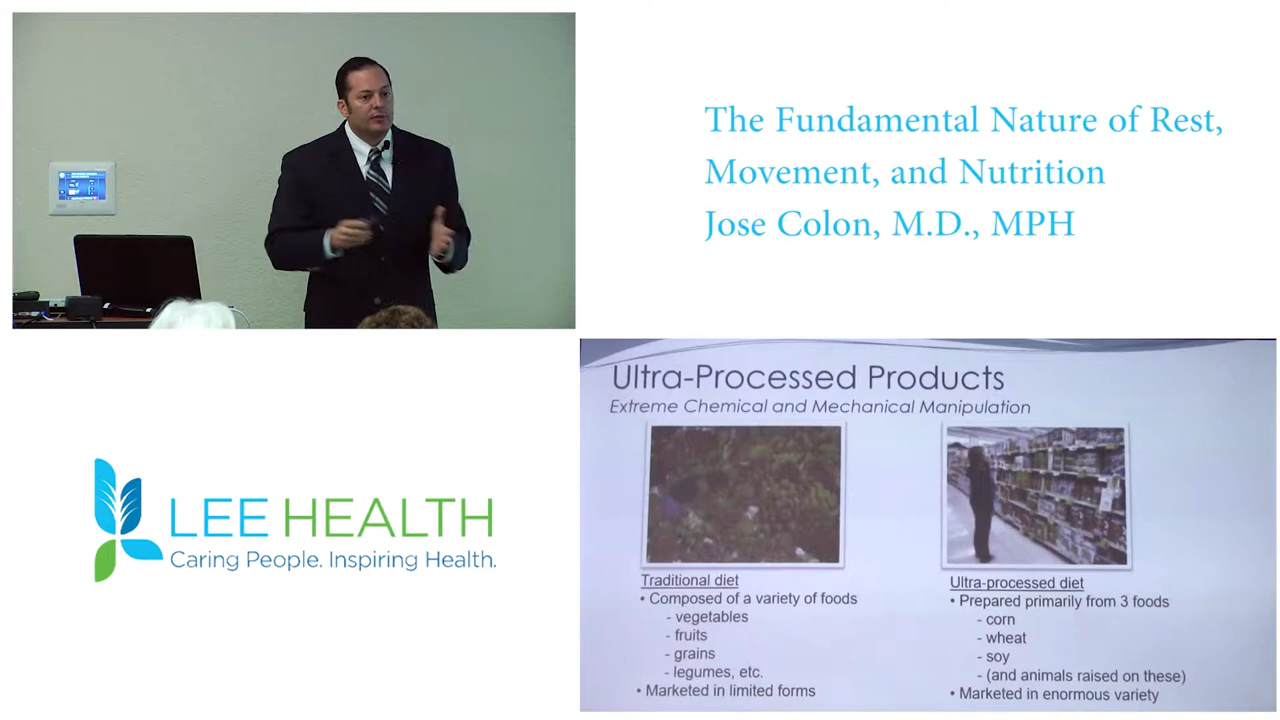 The Fundamental Nature of Rest,
Movement, and Nutrition
Jose Colon, M.D., MPH
LEE HEALTH
Caring People. Inspiring Health.
Ultra-Processed Products
Extreme Chemical and Mechanical Manipulation
Traditional diet
• Composed of a variety of foods
- vegetables
- fruits
- grains
- legumes, etc.
• Marketed in limited forms
Ultra-processed diet
• Prepared primarily from 3 foods
- corn
- wheat
- soy
- (and animals raised on these)
• Marketed in enormous variety